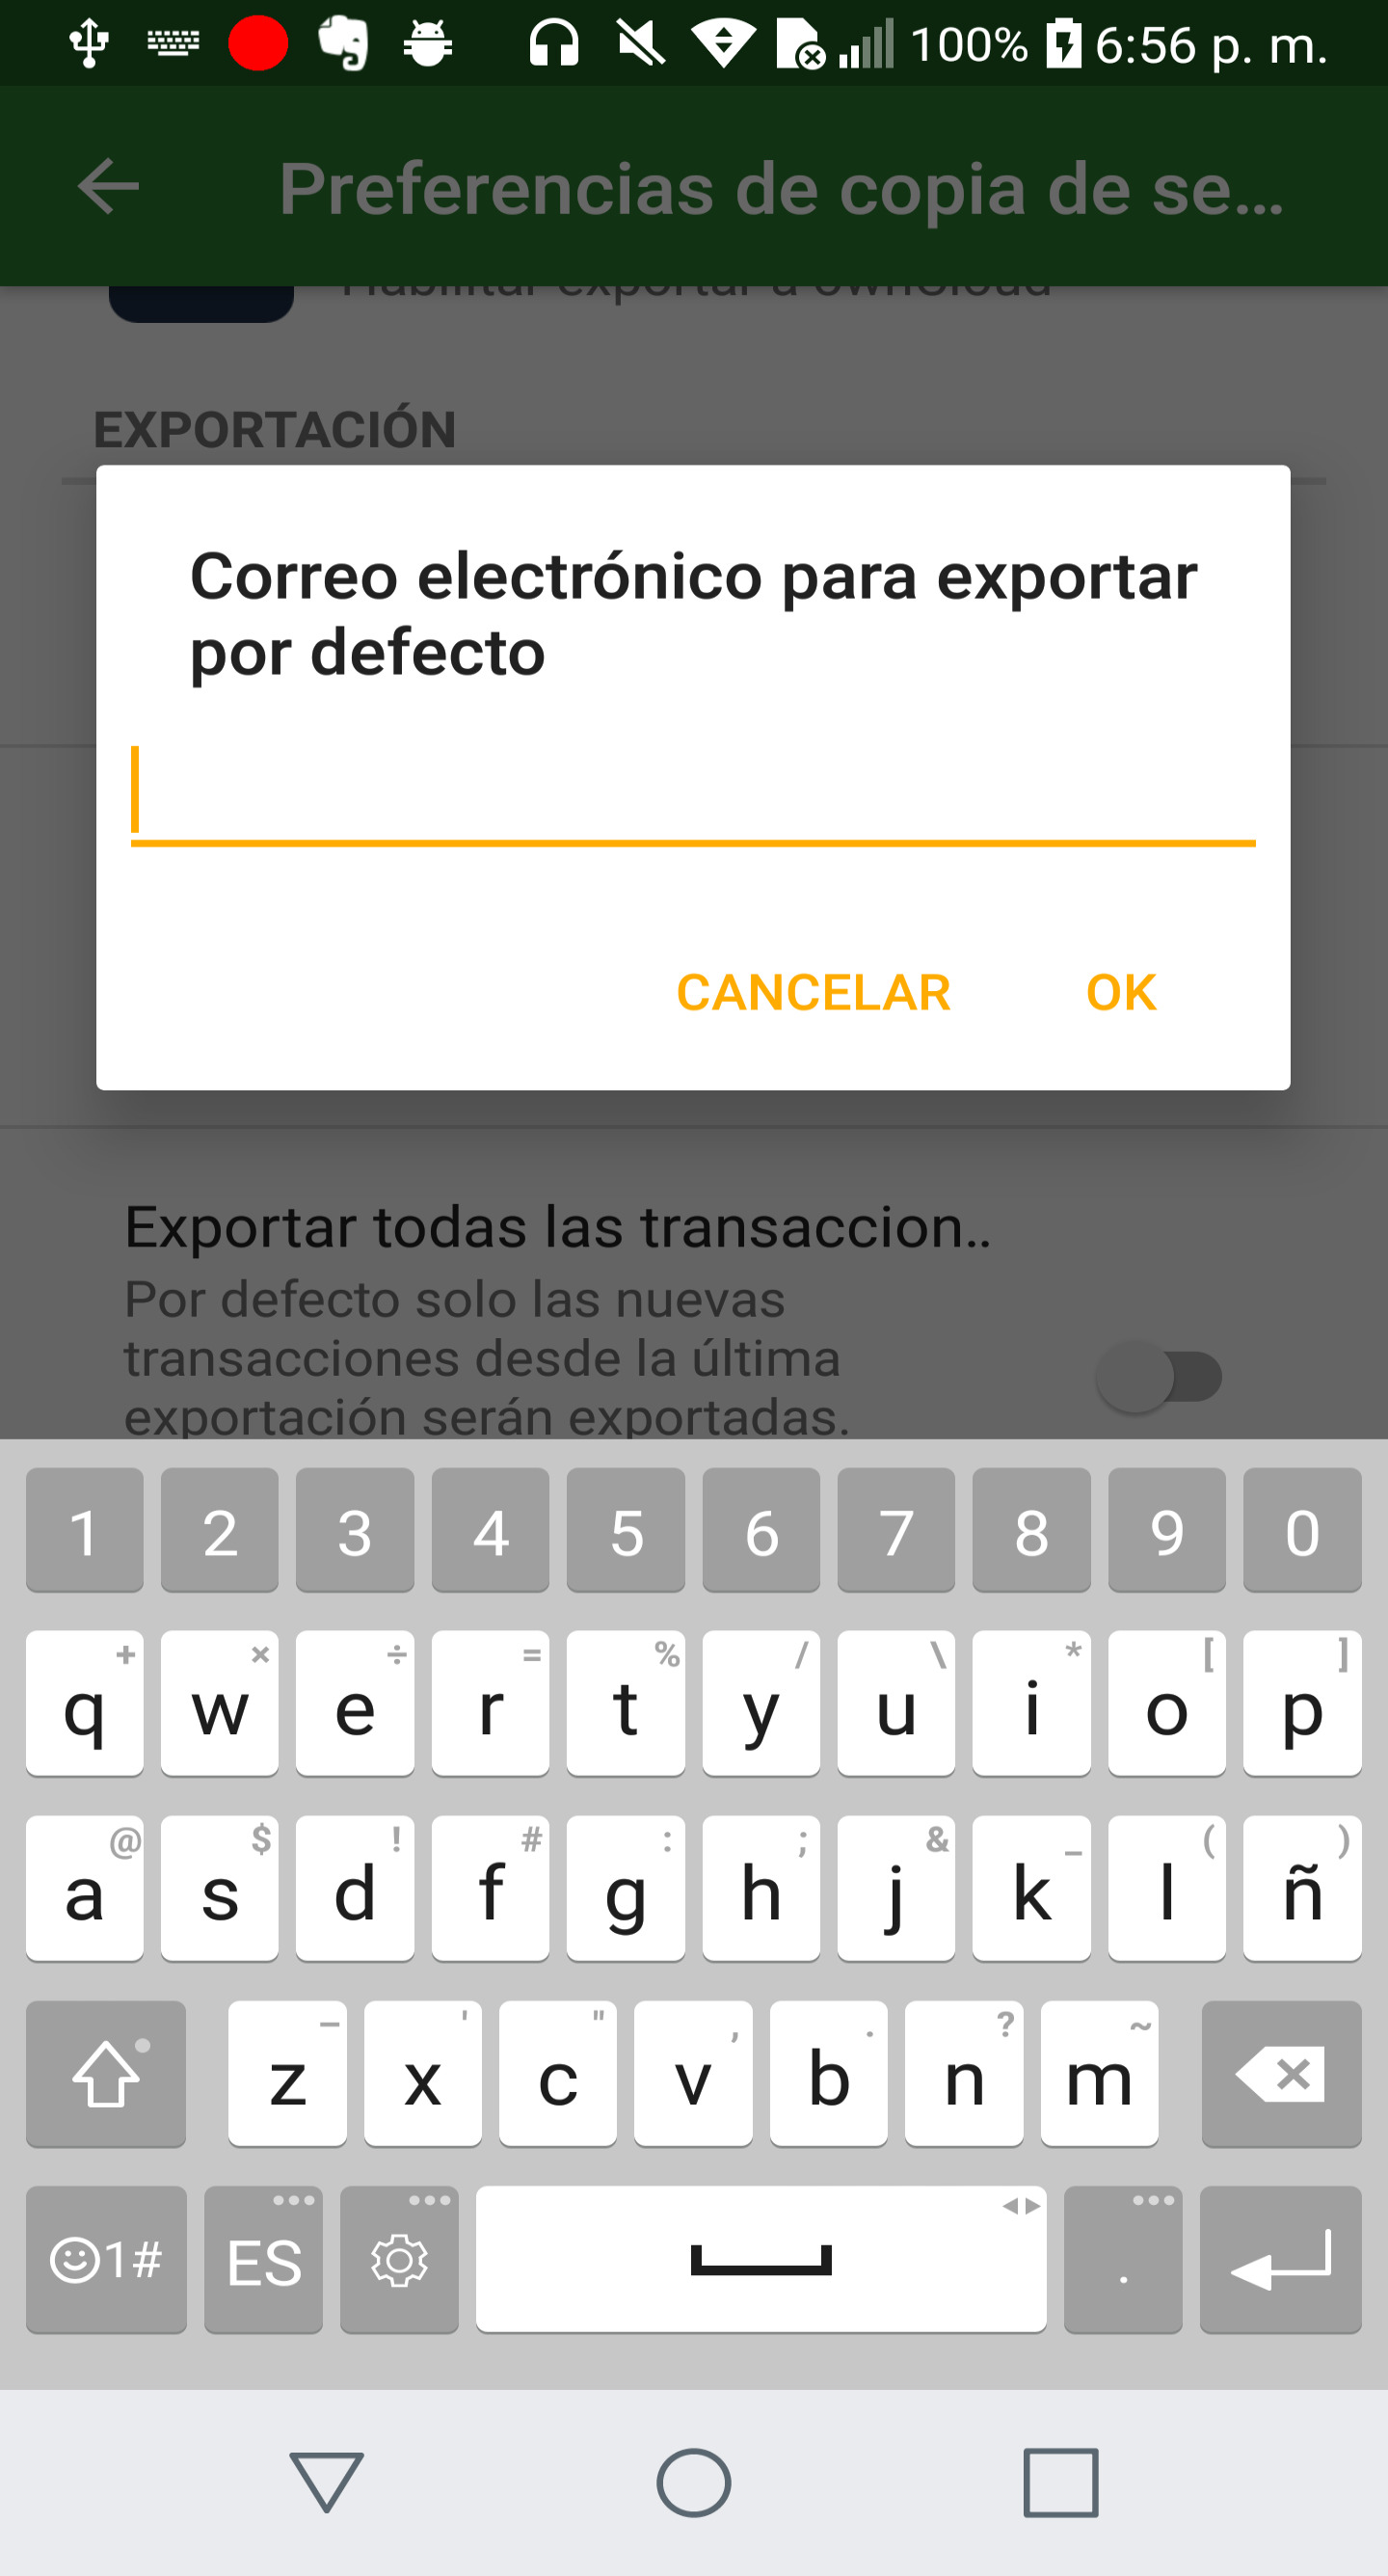 100% 6:56 p. m.
Preferencias de copia de se...
Habilitar exportar a ownCloud
EXPORTACIÓN
Correo electrónico para exportar
por defecto
CANCELAR OK
Exportar todas las transaccion..
Por defecto solo las nuevas
transacciones desde la última
exportación serán exportadas.
1 2 3 4 5 6 7 8 9 0
+ × ÷ = % / \ * [ ]
q w e r t y u i o p
@ $ ! # : ; & _ ( )
a s d f g h j k l ñ
– ' " , . ? ~
z x c v b n m
1# ES .